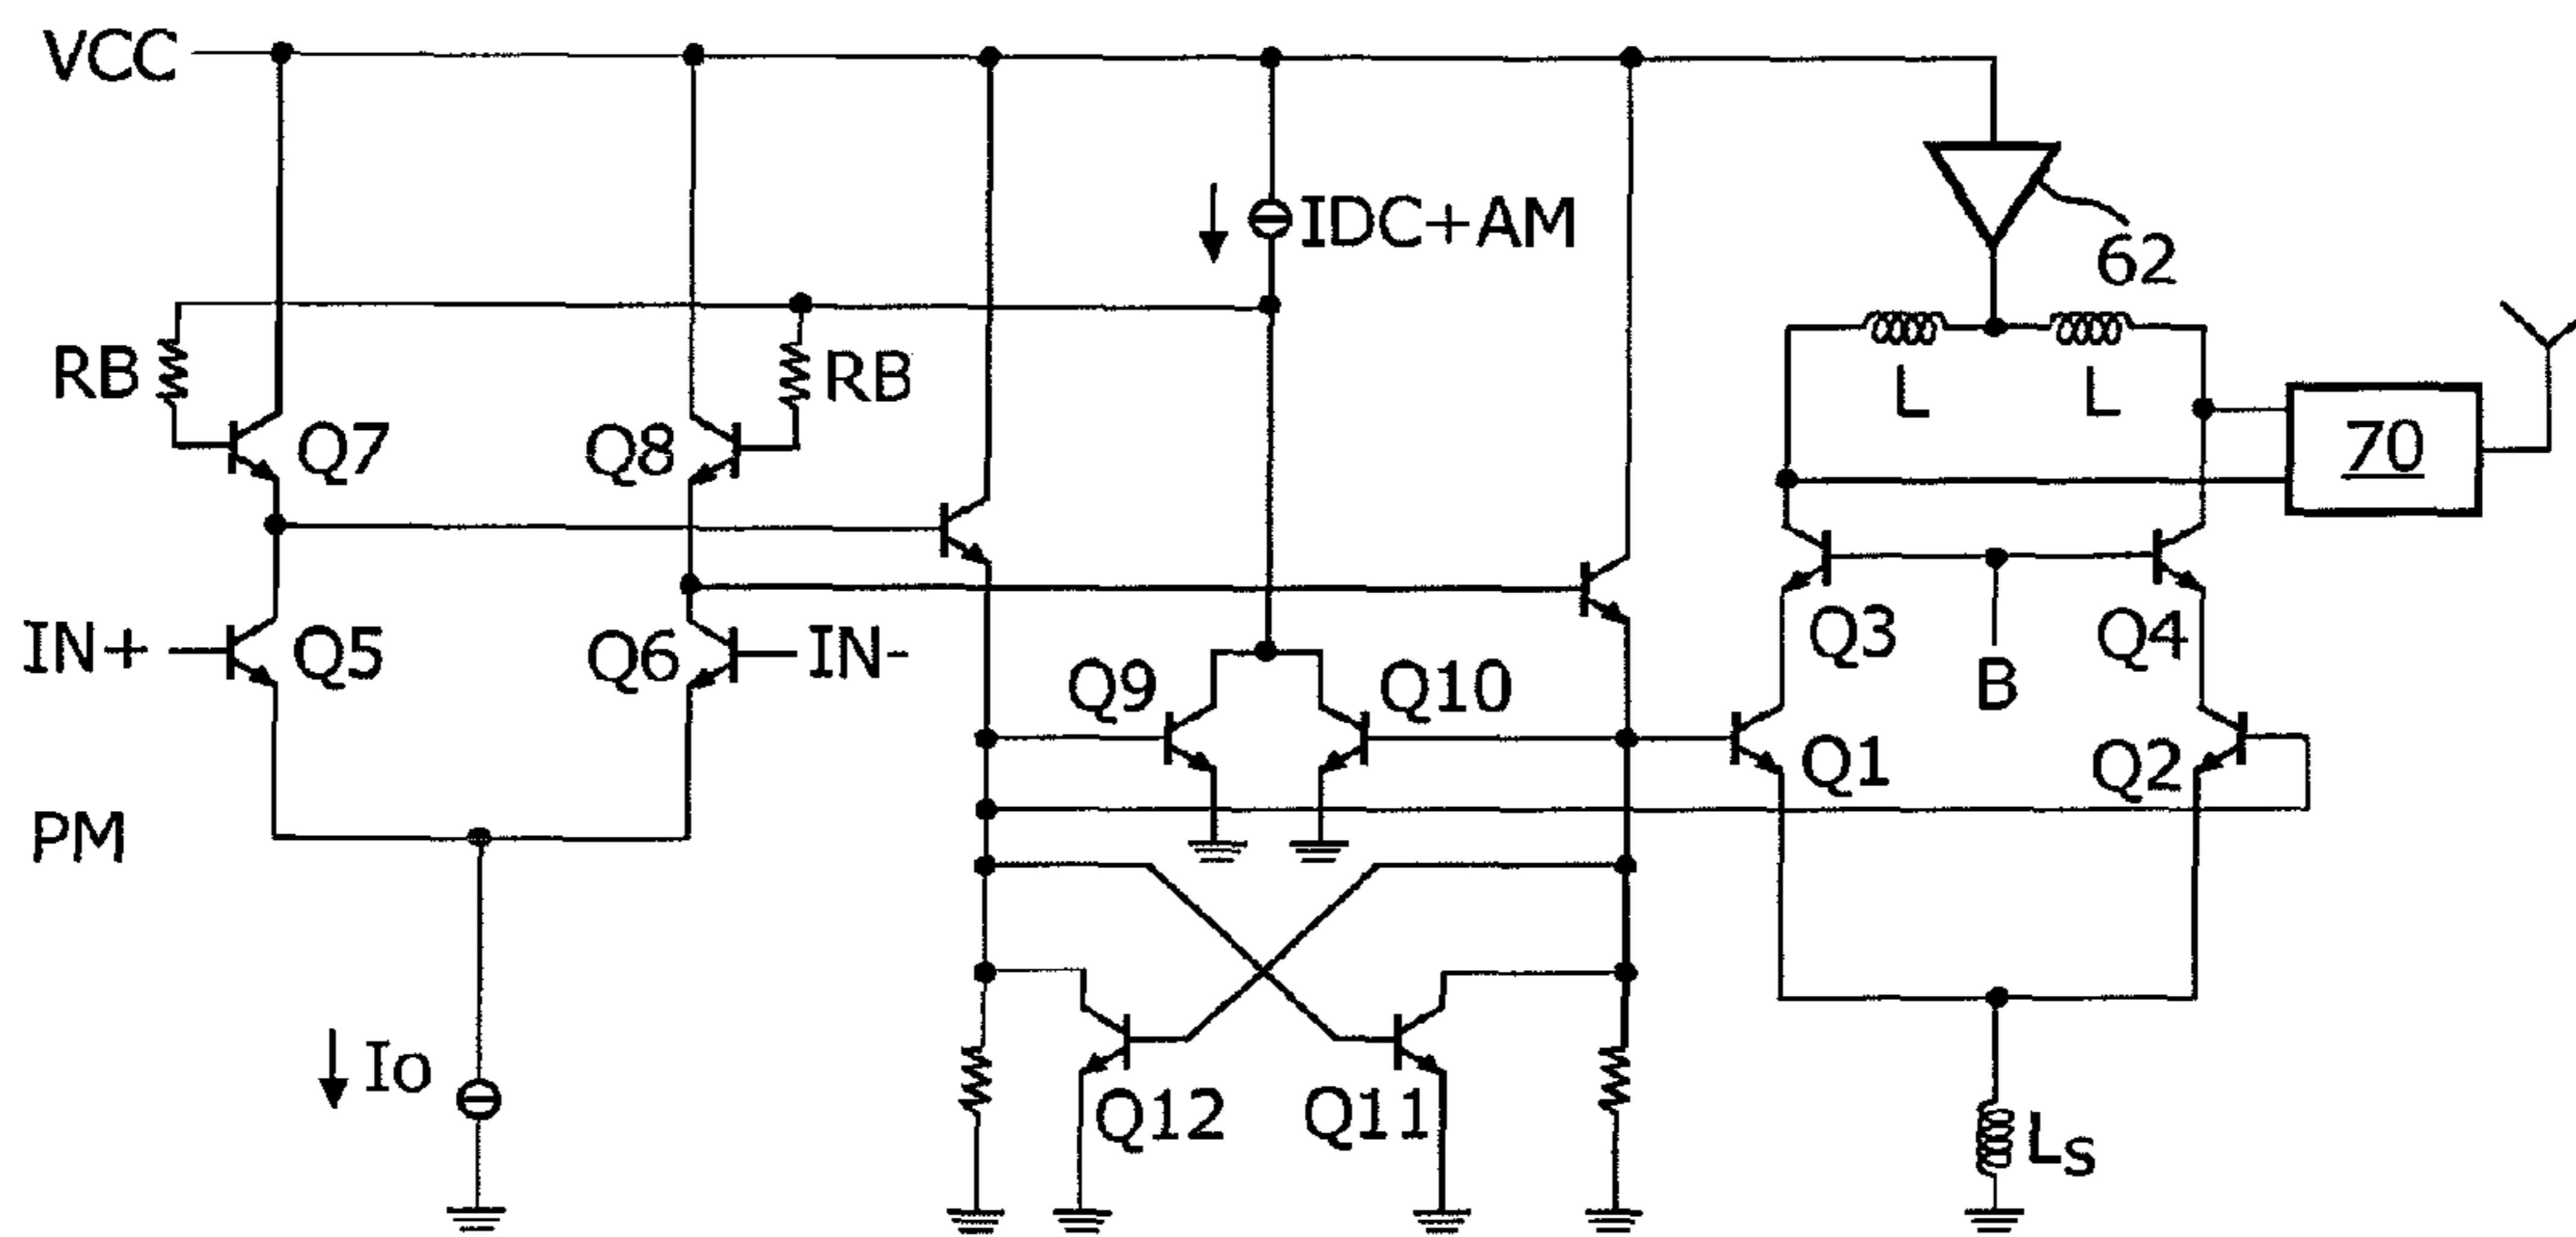 VCC
IDC+AM
62
RB
RB
L
L
Q7
Q8
70
IN+
Q5
Q6
IN-
Q9
Q10
Q3
Q4
B
Q1
Q2
PM
Io
Q12
Q11
LS